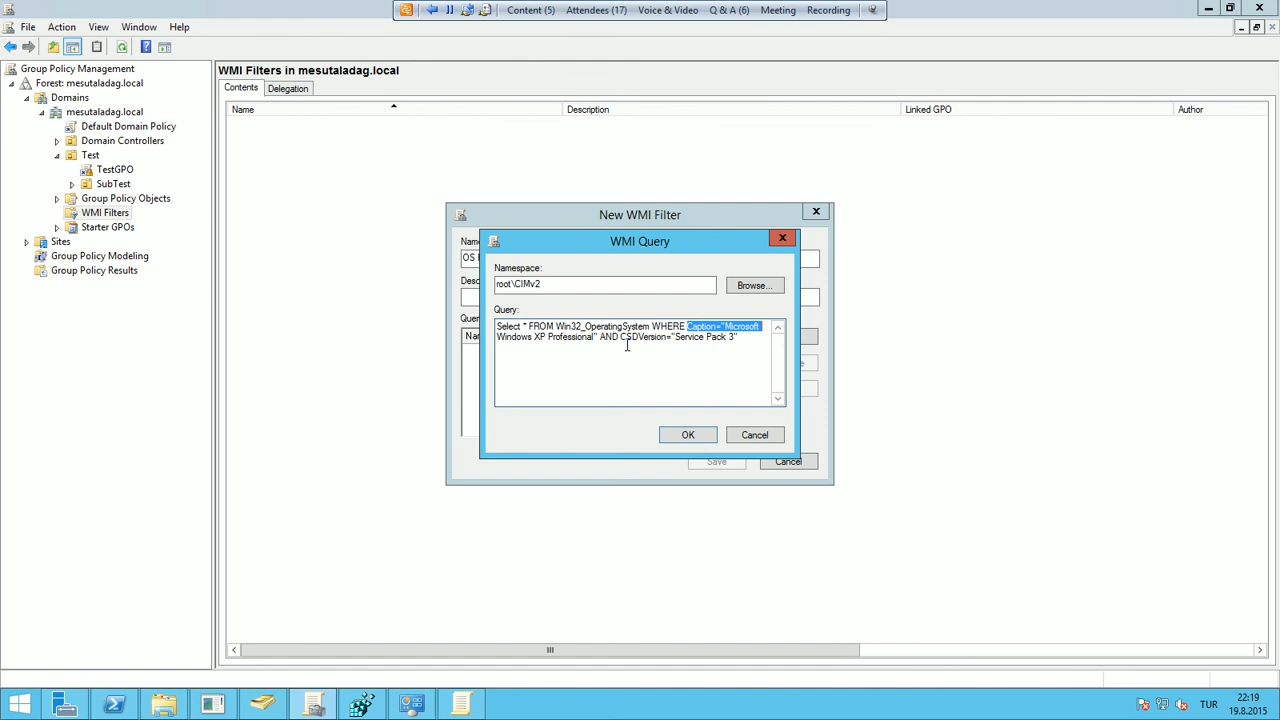 Content (5)
Attendees (17)
Voice & Video
Q & A (6)
Meeting
Recording
File
Action
View
Window
Help
Group Policy Management
Forest: mesutaladag.local
Domains
mesutaladag.local
Default Domain Policy
Domain Controllers
Test
TestGPO
SubTest
Group Policy Objects
WMI Filters
Starter GPOs
Sites
Group Policy Modeling
Group Policy Results
WMI Filters in mesutaladag.local
Contents
Delegation
Name
Description
Linked GPO
Author
New WMI Filter
WMI Query
Namespace:
root\CIMv2
Browse...
Query:
Select * FROM Win32_OperatingSystem WHERE Caption="Microsoft
Windows XP Professional" AND CSDVersion="Service Pack 3"
OK
Cancel
Save
Cancel
TUR
22:19
19.8.2015